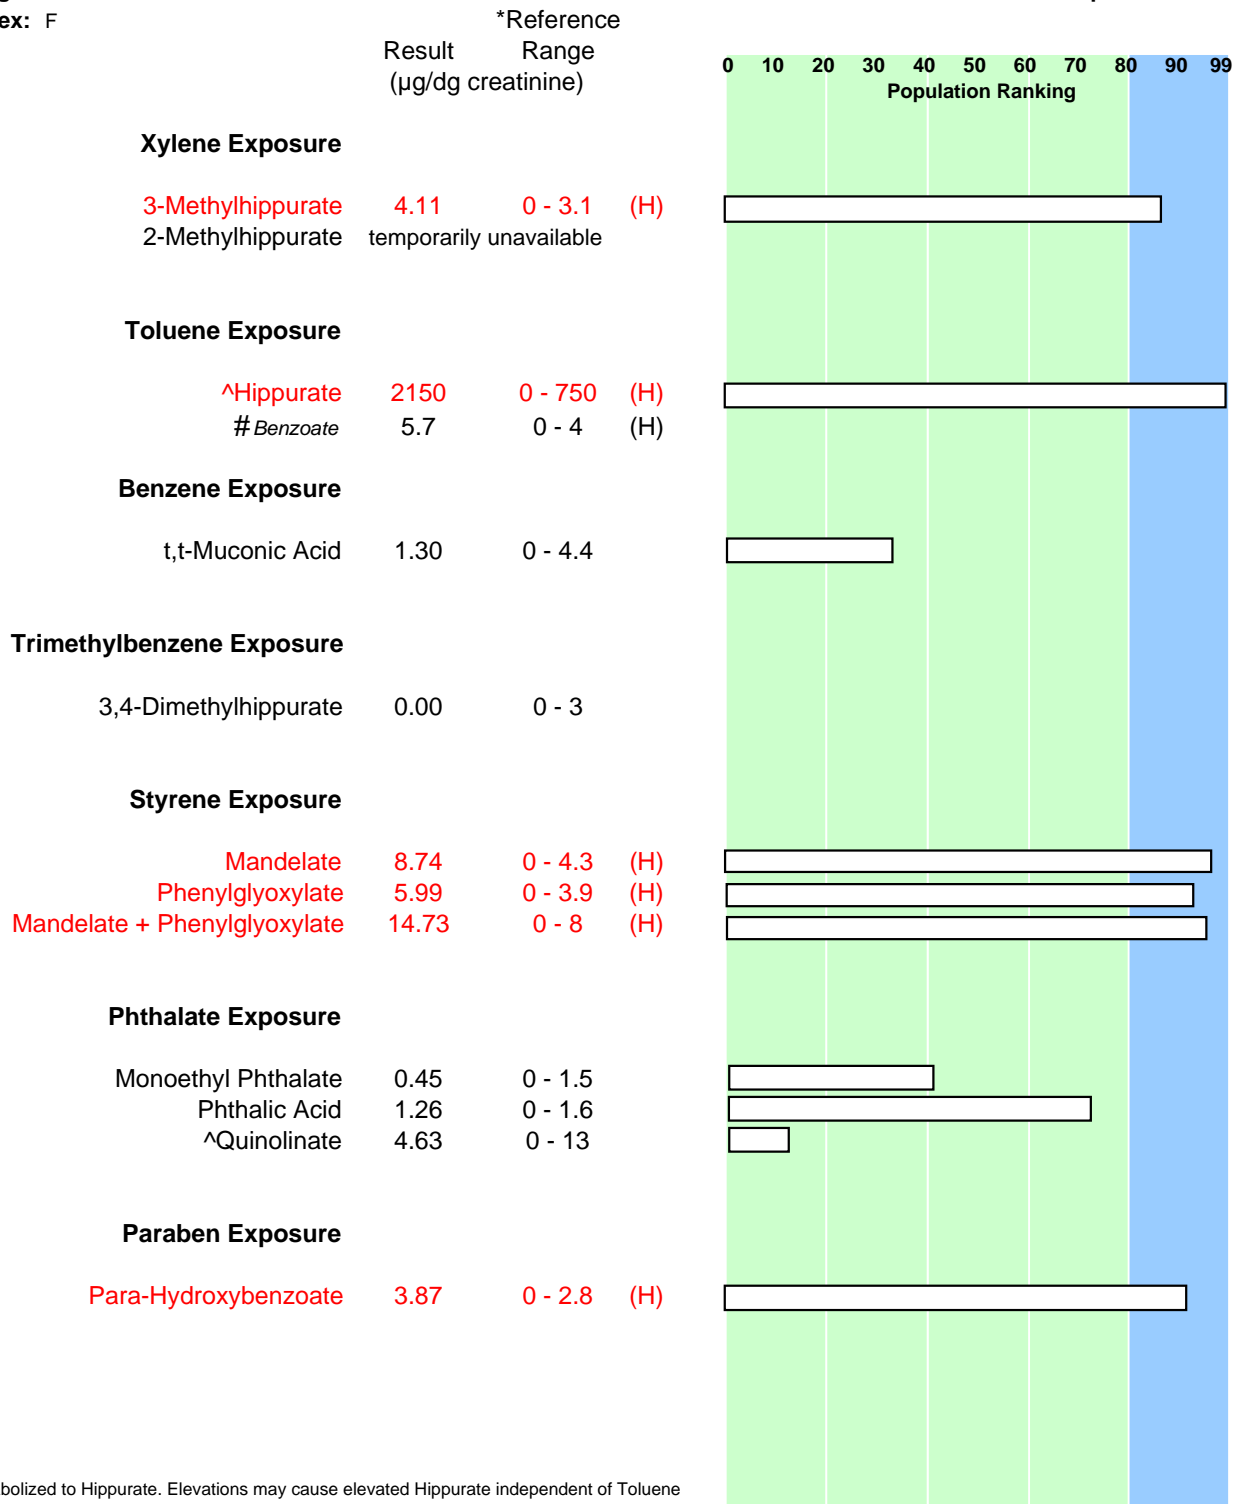 ex: F
*Reference
Result Range
(µg/dg creatinine)
0 10 20 30 40 50 60 70 80 90 99
Population Ranking
Xylene Exposure
3-Methylhippurate 4.11 0 - 3.1 (H)
2-Methylhippurate temporarily unavailable
Toluene Exposure
^Hippurate 2150 0 - 750 (H)
# Benzoate 5.7 0 - 4 (H)
Benzene Exposure
t,t-Muconic Acid 1.30 0 - 4.4
Trimethylbenzene Exposure
3,4-Dimethylhippurate 0.00 0 - 3
Styrene Exposure
Mandelate 8.74 0 - 4.3 (H)
Phenylglyoxylate 5.99 0 - 3.9 (H)
Mandelate + Phenylglyoxylate 14.73 0 - 8 (H)
Phthalate Exposure
Monoethyl Phthalate 0.45 0 - 1.5
Phthalic Acid 1.26 0 - 1.6
^Quinolinate 4.63 0 - 13
Paraben Exposure
Para-Hydroxybenzoate 3.87 0 - 2.8 (H)
bolized to Hippurate. Elevations may cause elevated Hippurate independent of Toluene